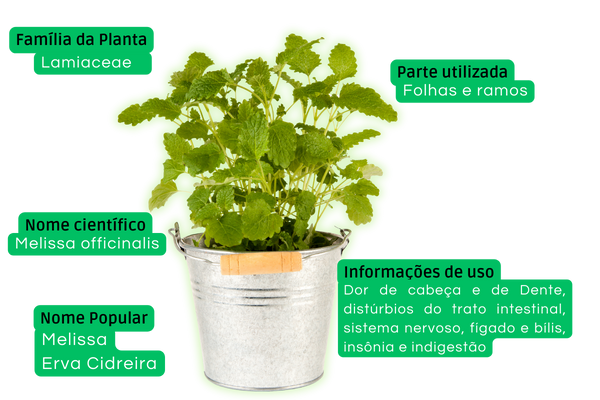 Família da Planta
Lamiaceae
Parte utilizada
Folhas e ramos
Nome científico
Melissa officinalis
Informações de uso
Dor de cabeça e de Dente,
distúrbios do trato intestinal,
sistema nervoso, fígado e bílis,
insônia e indigestão
Nome Popular
Melissa
Erva Cidreira